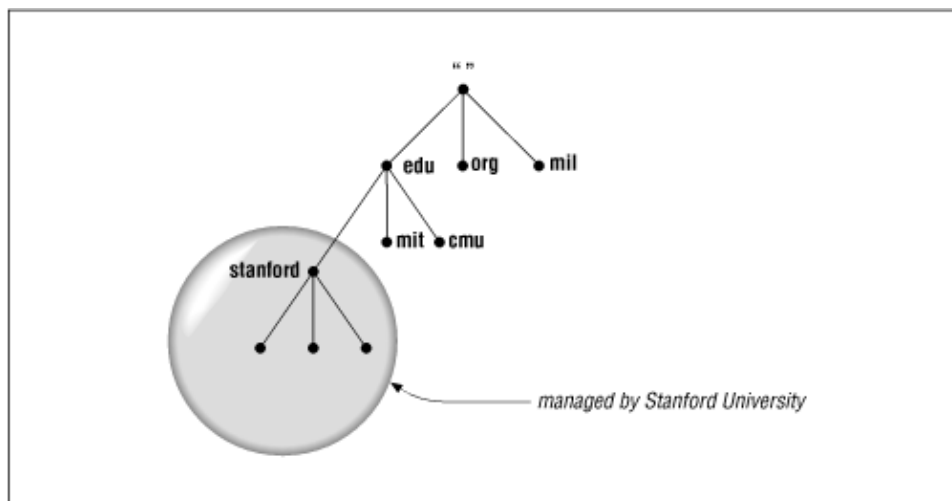 “ ”
edu org mil
mit cmu
stanford
managed by Stanford University